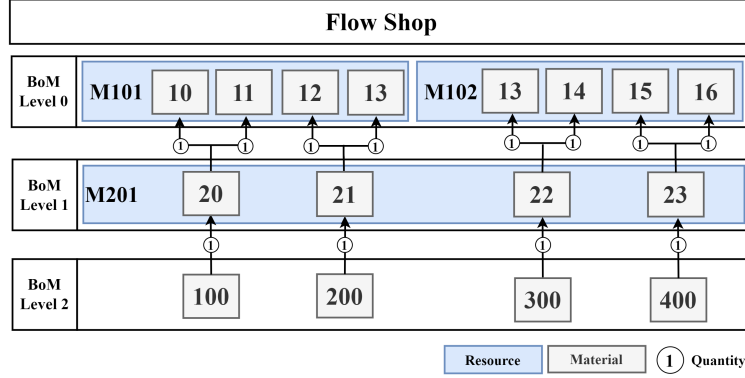 Flow Shop
BoM
Level 0
M101 10 11 12 13 M102 13 14 15 16
1 1 1 1 1 1 1 1
BoM
Level 1
M201 20 21 22 23
1 1 1 1
BoM
Level 2
100 200 300 400
Resource Material 1 Quantity